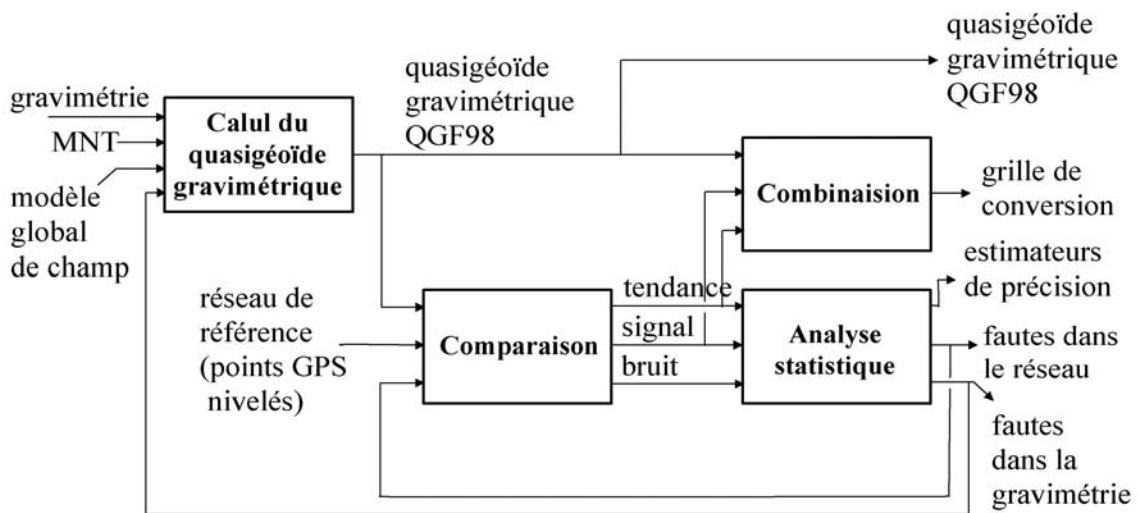 quasigéoïde
gravimétrique
QGF98
quasigéoïde
gravimétrique
QGF98
gravimétrie
MNT
modèle
global
de champ
Calul du
quasigéoïde
gravimétrique
Combinaision
grille de
conversion
estimateurs
de précision
réseau de
référence
(points GPS
nivelés)
Comparaison
tendance
signal
bruit
Analyse
statistique
fautes dans
le réseau
fautes
dans la
gravimétrie